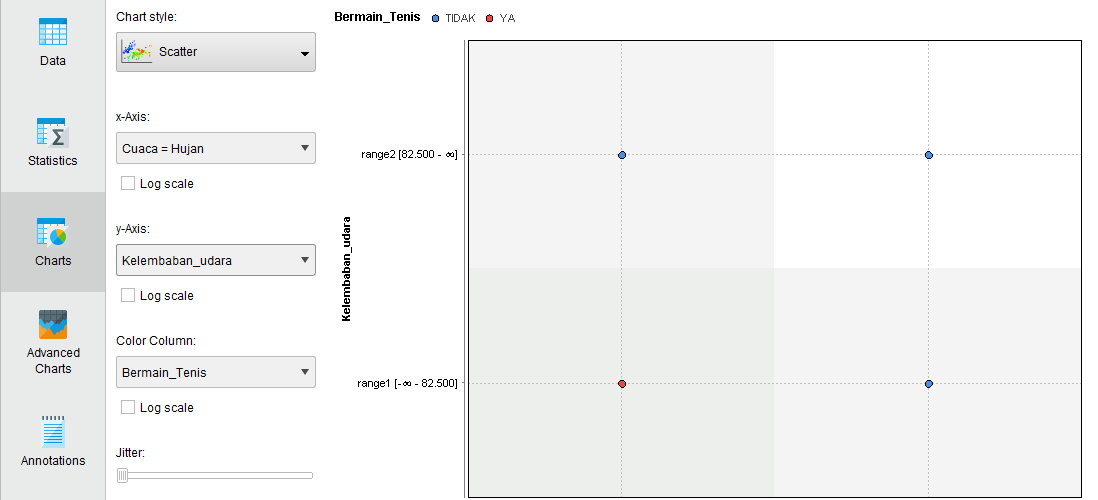 Data
Statistics
Charts
Advanced
Charts
Annotations
Chart style:
Scatter
x-Axis:
Cuaca = Hujan
Log scale
y-Axis:
Kelembaban_udara
Log scale
Color Column:
Bermain_Tenis
Log scale
Jitter:
Bermain_Tenis TIDAK YA
range2 [82.500 - ∞]
Kelembaban_udara
range1 [-∞ - 82.500]